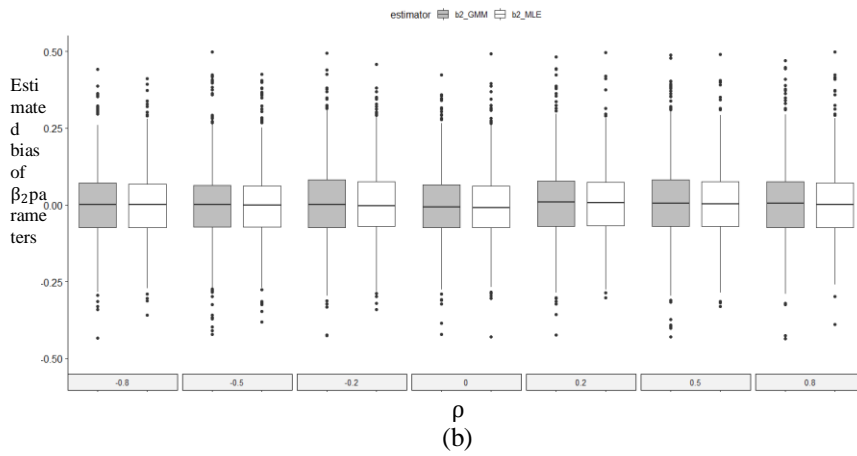 estimator b2_GMM b2_MLE
0.50
0.25
0.00
-0.25
-0.50
Esti
mate
d
bias
of
β₂pa
rame
ters
-0.8 -0.5 -0.2 0 0.2 0.5 0.8
ρ
(b)